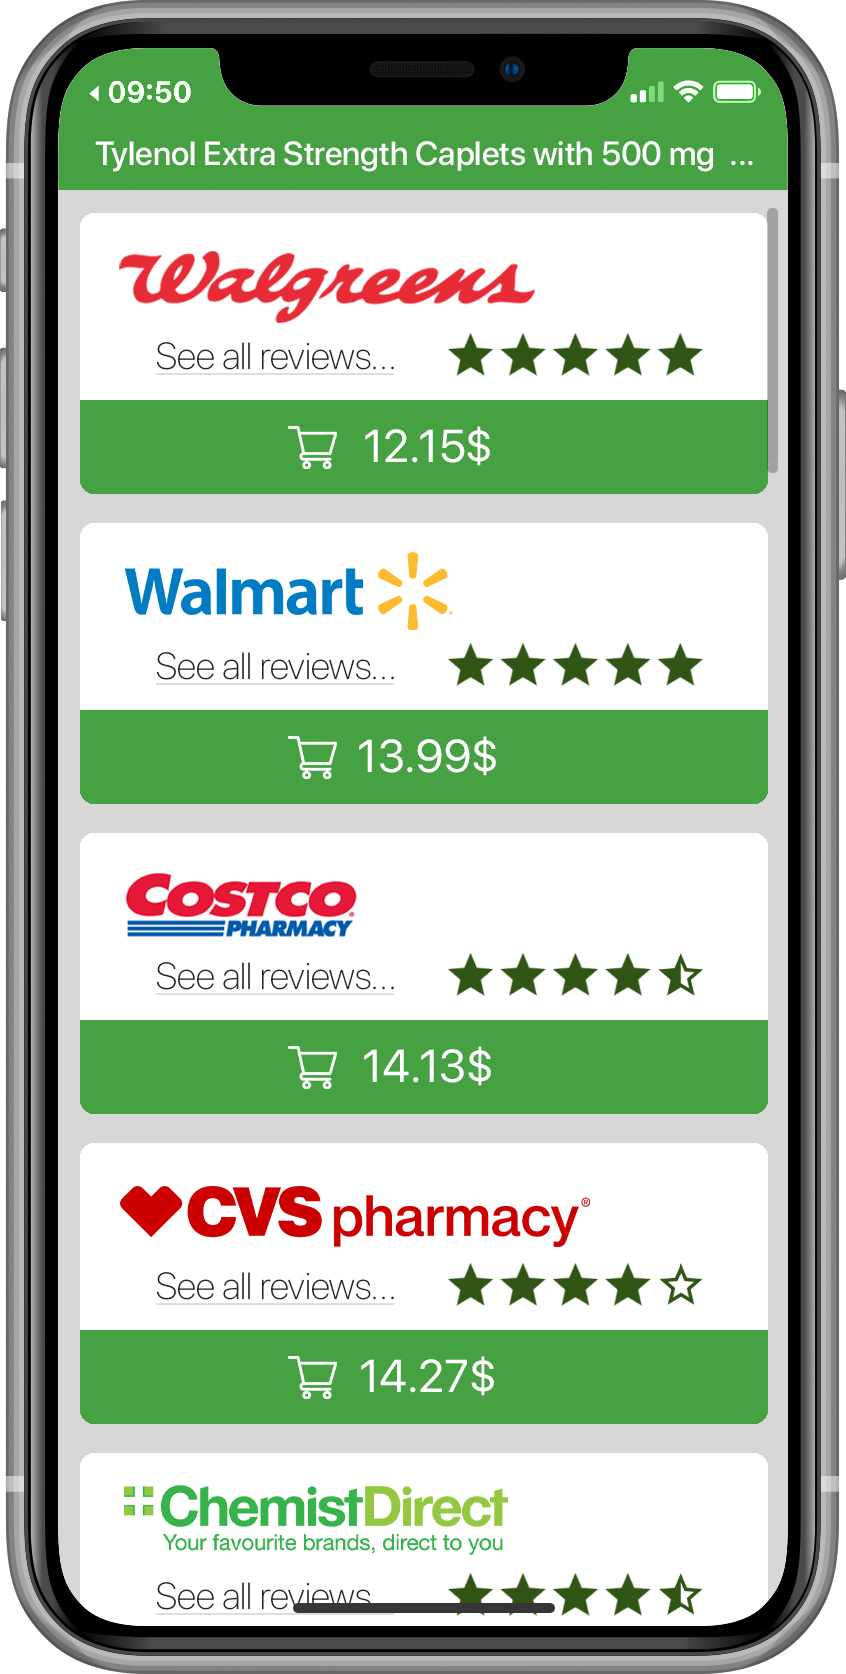 09:50
Tylenol Extra Strength Caplets with 500 mg ...
Walgreens
See all reviews...
12.15$
Walmart
See all reviews...
13.99$
COSTCO
PHARMACY
See all reviews...
14.13$
CVS pharmacy®
See all reviews...
14.27$
ChemistDirect
Your favourite brands, direct to you
See all reviews...